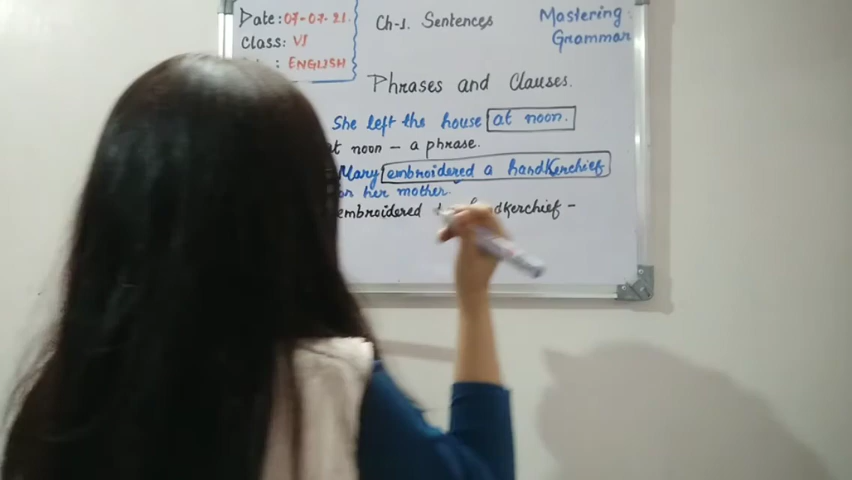 Date: 07-07-21.
Class: VI
: ENGLISH
Ch-1. Sentences
Mastering
Grammar
Phrases and Clauses.
She left the house at noon.
at noon - a phrase.
Mary embroidered a handkerchief
her mother.
embroidered handkerchief -